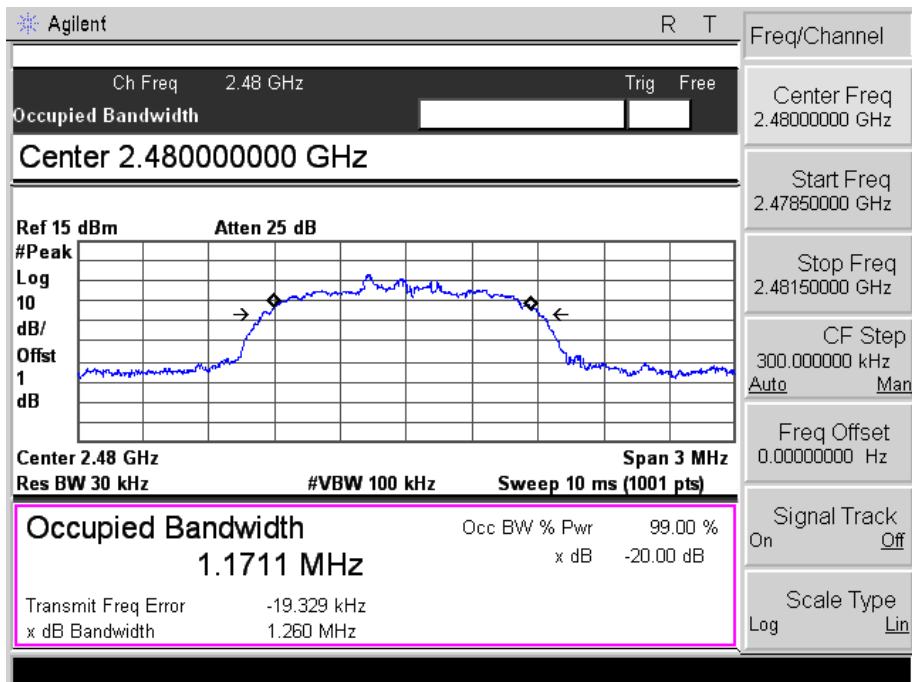 Agilent R T
Freq/Channel
Ch Freq 2.48 GHz Trig Free
Occupied Bandwidth
Center 2.480000000 GHz
Ref 15 dBm Atten 25 dB
#Peak
Log
10
dB/
Offst
1
dB
Center 2.48 GHz Span 3 MHz
Res BW 30 kHz #VBW 100 kHz Sweep 10 ms (1001 pts)
Occupied Bandwidth
1.1711 MHz
Occ BW % Pwr 99.00 %
x dB -20.00 dB
Transmit Freq Error -19.329 kHz
x dB Bandwidth 1.260 MHz
Center Freq
2.48000000 GHz
Start Freq
2.47850000 GHz
Stop Freq
2.48150000 GHz
CF Step
300.000000 kHz
Auto Man
Freq Offset
0.00000000 Hz
Signal Track
On Off
Scale Type
Log Lin